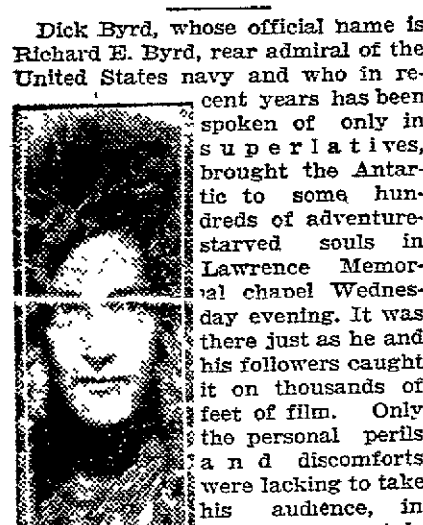 Dick Byrd, whose official name is
Richard E. Byrd, rear admiral of the
United States navy and who in re-
cent years has been
spoken of only in
superlatives,
brought the Antar-
tic to some hun-
dreds of adventure-
starved souls in
Lawrence Memor-
ial chapel Wednes-
day evening. It was
there just as he and
his followers caught
it on thousands of
feet of film. Only
the personal perils
and discomforts
were lacking to take
his audience, in